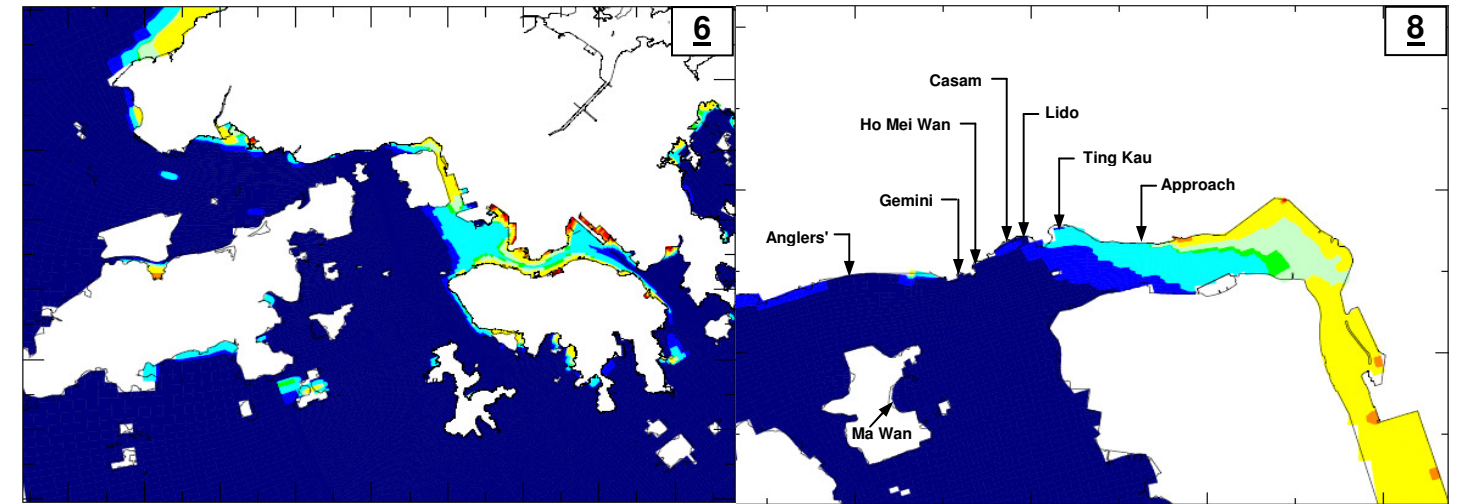 6
8
Casam
Lido
Ho Mei Wan
Ting Kau
Approach
Gemini
Anglers'
Ma Wan